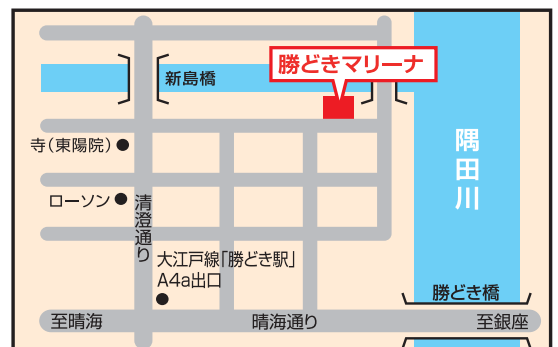 勝どきマリーナ
新島橋
寺(東陽院)
ローソン
清澄通り
隅田川
大江戸線「勝どき駅」
A4a出口
勝どき橋
至晴海
晴海通り
至銀座